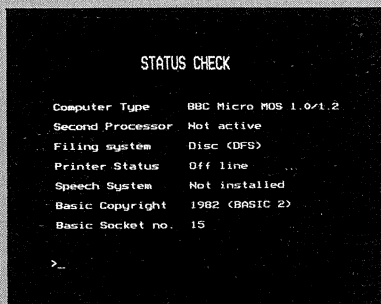 STATUS CHECK
Computer Type BBC Micro MOS 1.0/1.2
Second Processor Not active
Filing system Disc (DFS)
Printer Status Off line
Speech System Not installed
Basic Copyright 1982 (BASIC 2)
Basic Socket no. 15
>_